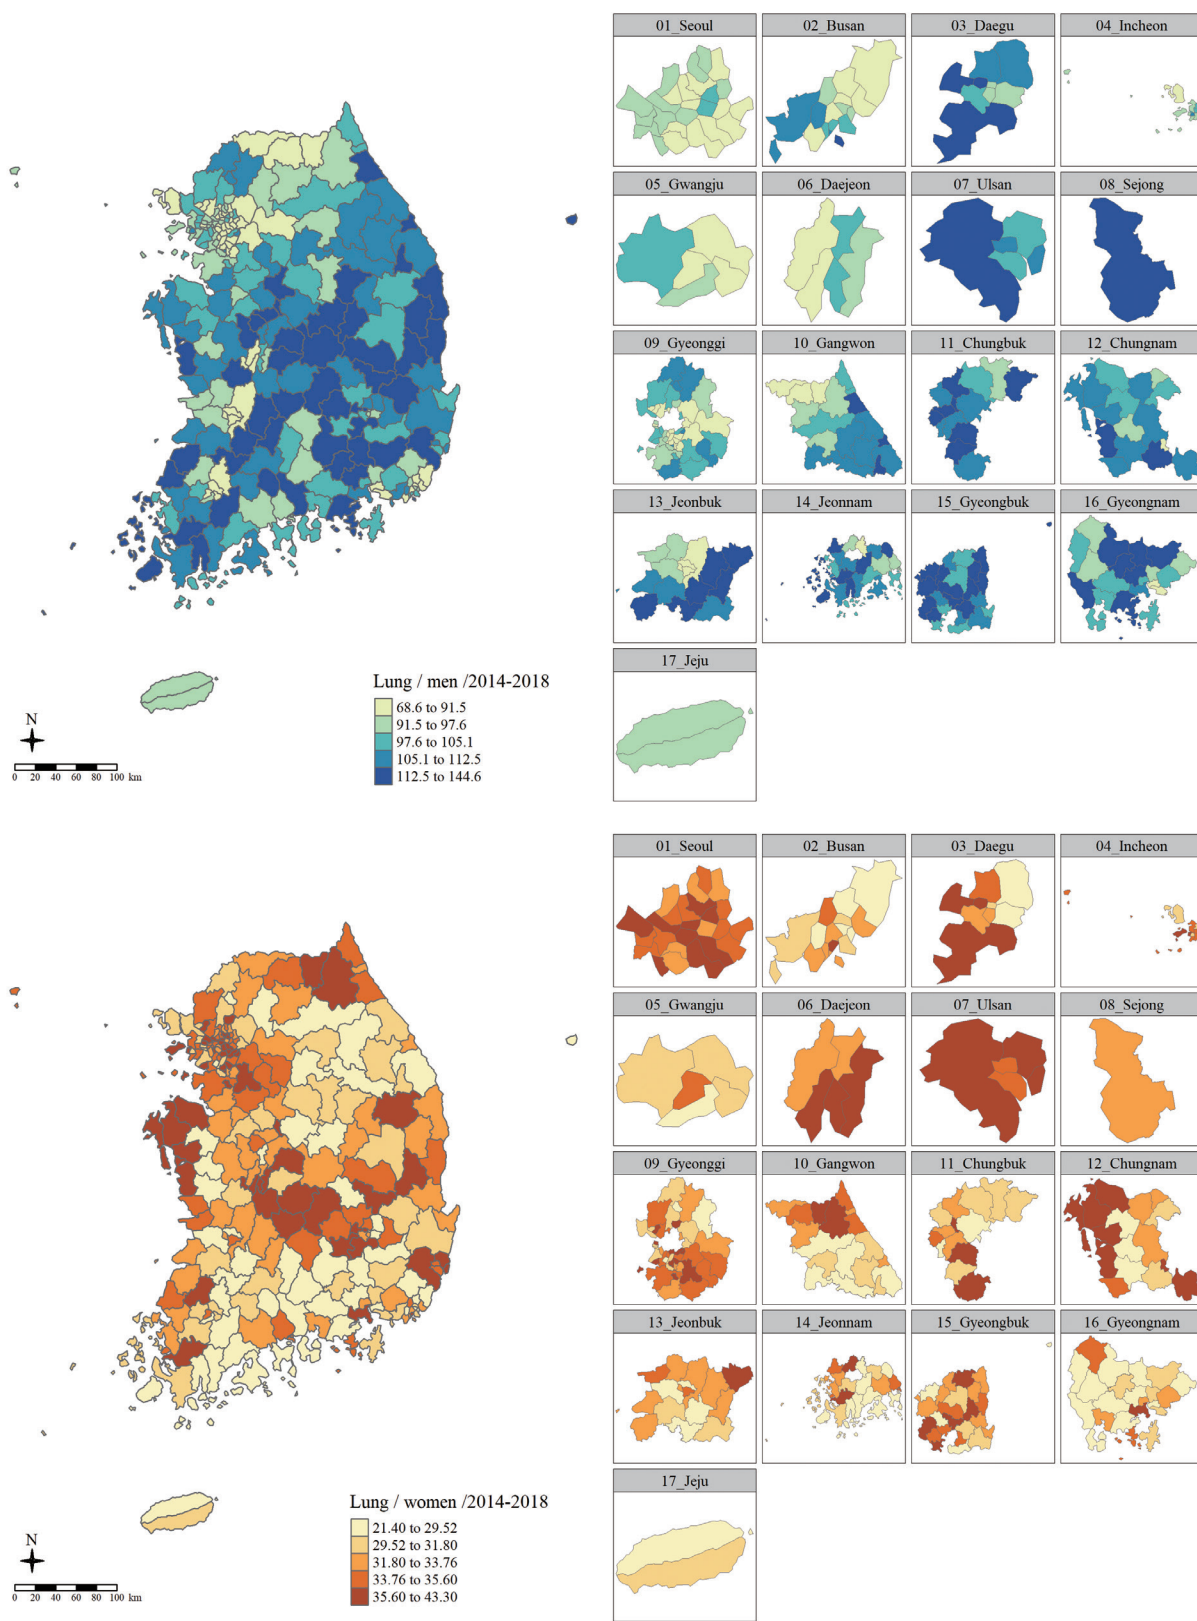 01_Seoul
02_Busan
03_Daegu
04_Incheon
05_Gwangju
06_Daejeon
07_Ulsan
08_Sejong
09_Gyeonggi
10_Gangwon
11_Chungbuk
12_Chungnam
13_Jeonbuk
14_Jeonnam
15_Gyeongbuk
16_Gyeongnam
17_Jeju
Lung / men /2014-2018
68.6 to 91.5
91.5 to 97.6
97.6 to 105.1
105.1 to 112.5
112.5 to 144.6
N
0 20 40 60 80 100 km
01_Seoul
02_Busan
03_Daegu
04_Incheon
05_Gwangju
06_Daejeon
07_Ulsan
08_Sejong
09_Gyeonggi
10_Gangwon
11_Chungbuk
12_Chungnam
13_Jeonbuk
14_Jeonnam
15_Gyeongbuk
16_Gyeongnam
17_Jeju
Lung / women /2014-2018
21.40 to 29.52
29.52 to 31.80
31.80 to 33.76
33.76 to 35.60
35.60 to 43.30
N
0 20 40 60 80 100 km